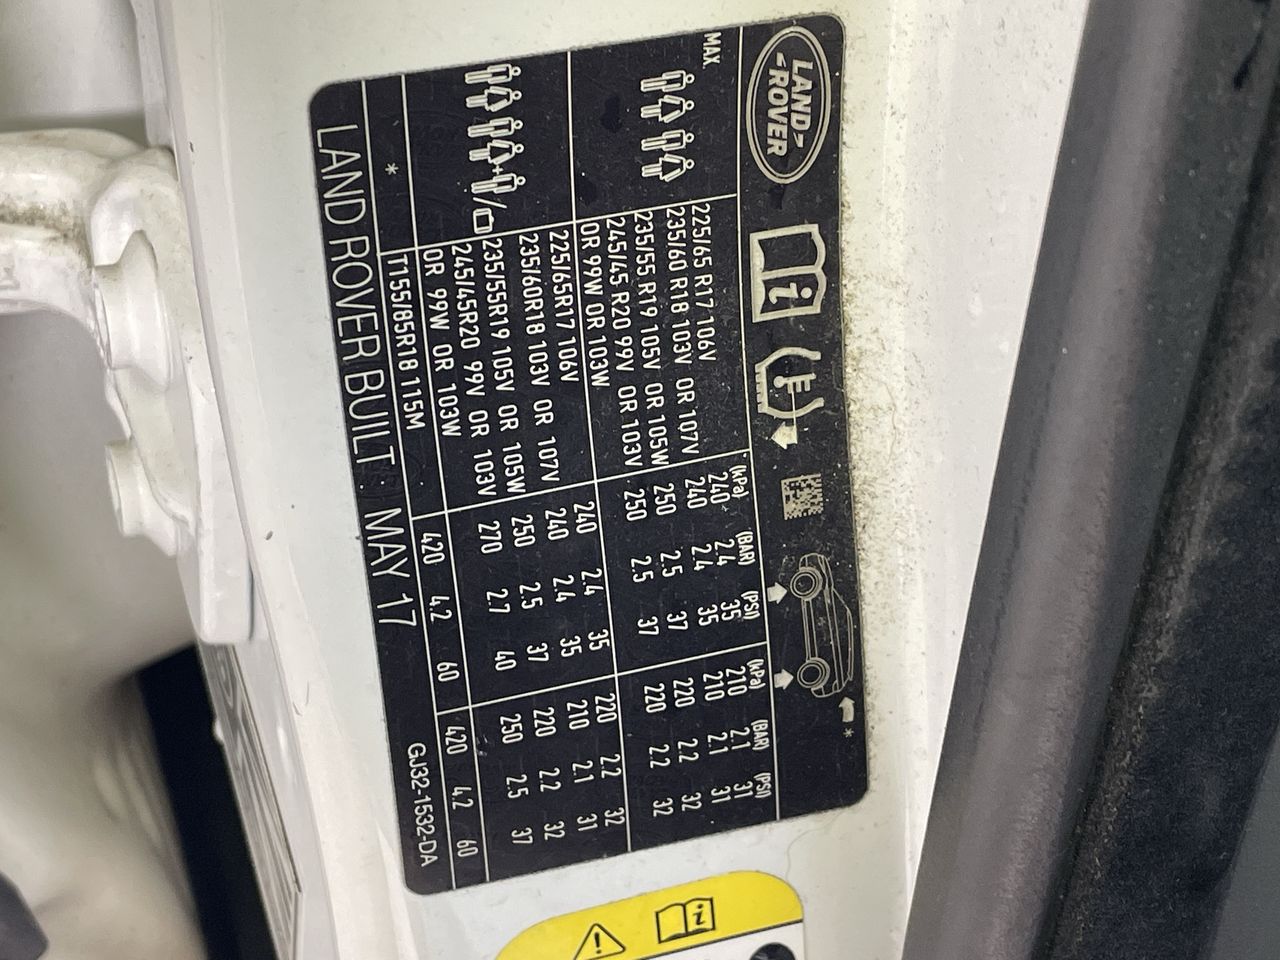 LAND
ROVER
(kPa) (BAR) (PSI) (kPa) (BAR) (PSI)
MAX.
225/65 R17 106V 240 2.4 35 210 2.1 31
235/60 R18 103V OR 107V 240 2.4 35 210 2.1 31
235/55 R19 105V OR 105W 250 2.5 37 220 2.2 32
245/45 R20 99V OR 103V 250 2.5 37 220 2.2 32
OR 99W OR 103W
225/65R17 106V 240 2.4 35 220 2.2 32
235/60R18 103V OR 107V 240 2.4 35 210 2.1 31
235/55R19 105V OR 105W 250 2.5 37 220 2.2 32
245/45R20 99V OR 103V 270 2.7 40 250 2.5 37
OR 99W OR 103W
* T155/85R18 115M 420 4.2 60 420 4.2 60
LAND ROVER BUILT MAY 17 GJ32-1532-DA